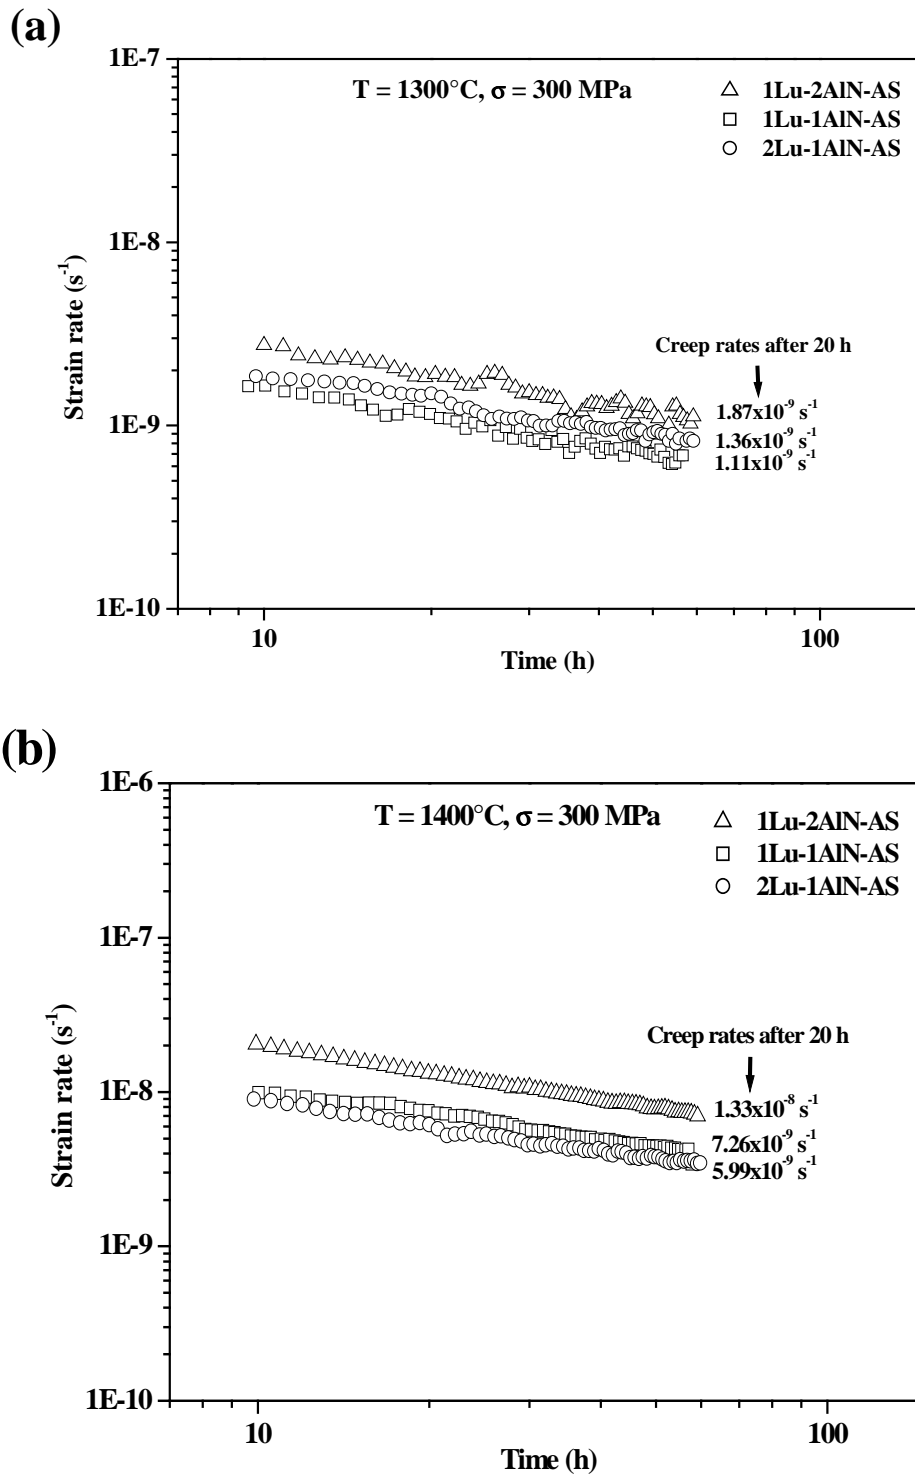 (a)
1E-7
T = 1300°C, σ = 300 MPa
1Lu-2AlN-AS
1Lu-1AlN-AS
2Lu-1AlN-AS
1E-8
Strain rate (s⁻¹)
Creep rates after 20 h
1.87x10⁻⁹ s⁻¹
1E-9
1.36x10⁻⁹ s⁻¹
1.11x10⁻⁹ s⁻¹
1E-10
10
100
Time (h)
(b)
1E-6
T = 1400°C, σ = 300 MPa
1Lu-2AlN-AS
1Lu-1AlN-AS
2Lu-1AlN-AS
1E-7
Strain rate (s⁻¹)
Creep rates after 20 h
1E-8
1.33x10⁻⁸ s⁻¹
7.26x10⁻⁹ s⁻¹
5.99x10⁻⁹ s⁻¹
1E-9
1E-10
10
100
Time (h)